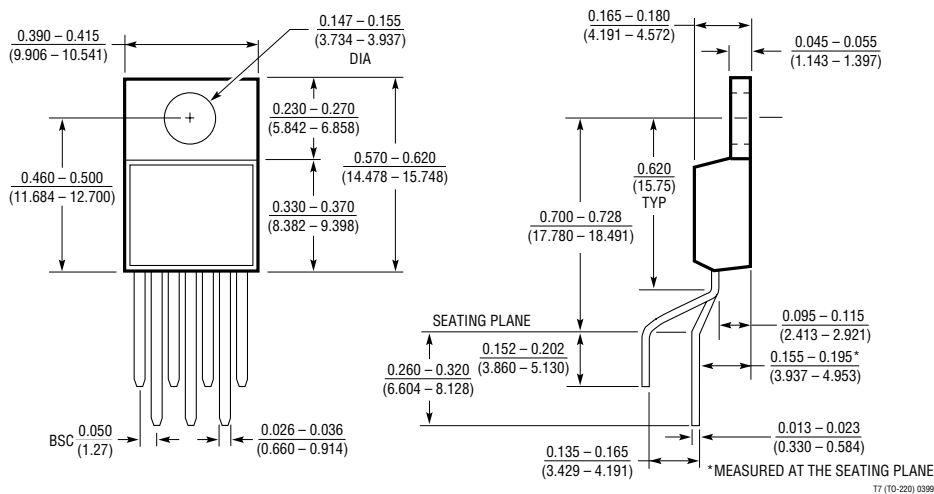 0.390 – 0.415
(9.906 – 10.541)
0.147 – 0.155
(3.734 – 3.937)
DIA
0.230 – 0.270
(5.842 – 6.858)
0.570 – 0.620
(14.478 – 15.748)
0.460 – 0.500
(11.684 – 12.700)
0.330 – 0.370
(8.382 – 9.398)
BSC 0.050
(1.27)
0.026 – 0.036
(0.660 – 0.914)
0.165 – 0.180
(4.191 – 4.572)
0.045 – 0.055
(1.143 – 1.397)
0.620
(15.75)
TYP
0.700 – 0.728
(17.780 – 18.491)
SEATING PLANE
0.152 – 0.202
(3.860 – 5.130)
0.260 – 0.320
(6.604 – 8.128)
0.095 – 0.115
(2.413 – 2.921)
0.155 – 0.195*
(3.937 – 4.953)
0.013 – 0.023
(0.330 – 0.584)
0.135 – 0.165
(3.429 – 4.191)
*MEASURED AT THE SEATING PLANE
T7 (TO-220) 0399